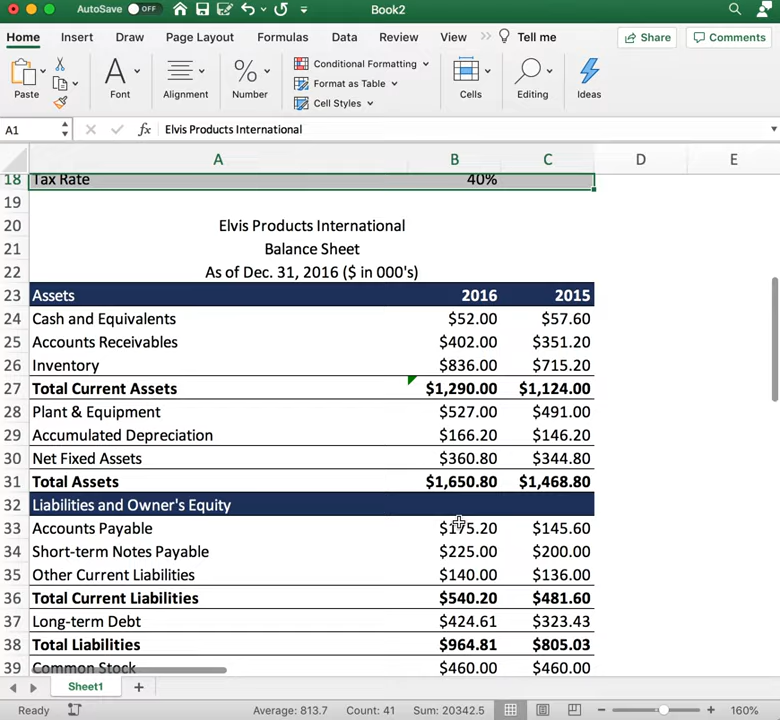 AutoSave OFF Book2
Home Insert Draw Page Layout Formulas Data Review View Tell me Share Comments
Paste Font Alignment Number Conditional Formatting Format as Table Cell Styles Cells Editing Ideas
A1 fx Elvis Products International
A B C D E
18 Tax Rate 40%
19
20 Elvis Products International
21 Balance Sheet
22 As of Dec. 31, 2016 ($ in 000's)
23 Assets 2016 2015
24 Cash and Equivalents $52.00 $57.60
25 Accounts Receivables $402.00 $351.20
26 Inventory $836.00 $715.20
27 Total Current Assets $1,290.00 $1,124.00
28 Plant & Equipment $527.00 $491.00
29 Accumulated Depreciation $166.20 $146.20
30 Net Fixed Assets $360.80 $344.80
31 Total Assets $1,650.80 $1,468.80
32 Liabilities and Owner's Equity
33 Accounts Payable $175.20 $145.60
34 Short-term Notes Payable $225.00 $200.00
35 Other Current Liabilities $140.00 $136.00
36 Total Current Liabilities $540.20 $481.60
37 Long-term Debt $424.61 $323.43
38 Total Liabilities $964.81 $805.03
39 Common Stock $460.00 $460.00
Sheet1
Ready Average: 813.7 Count: 41 Sum: 20342.5 160%